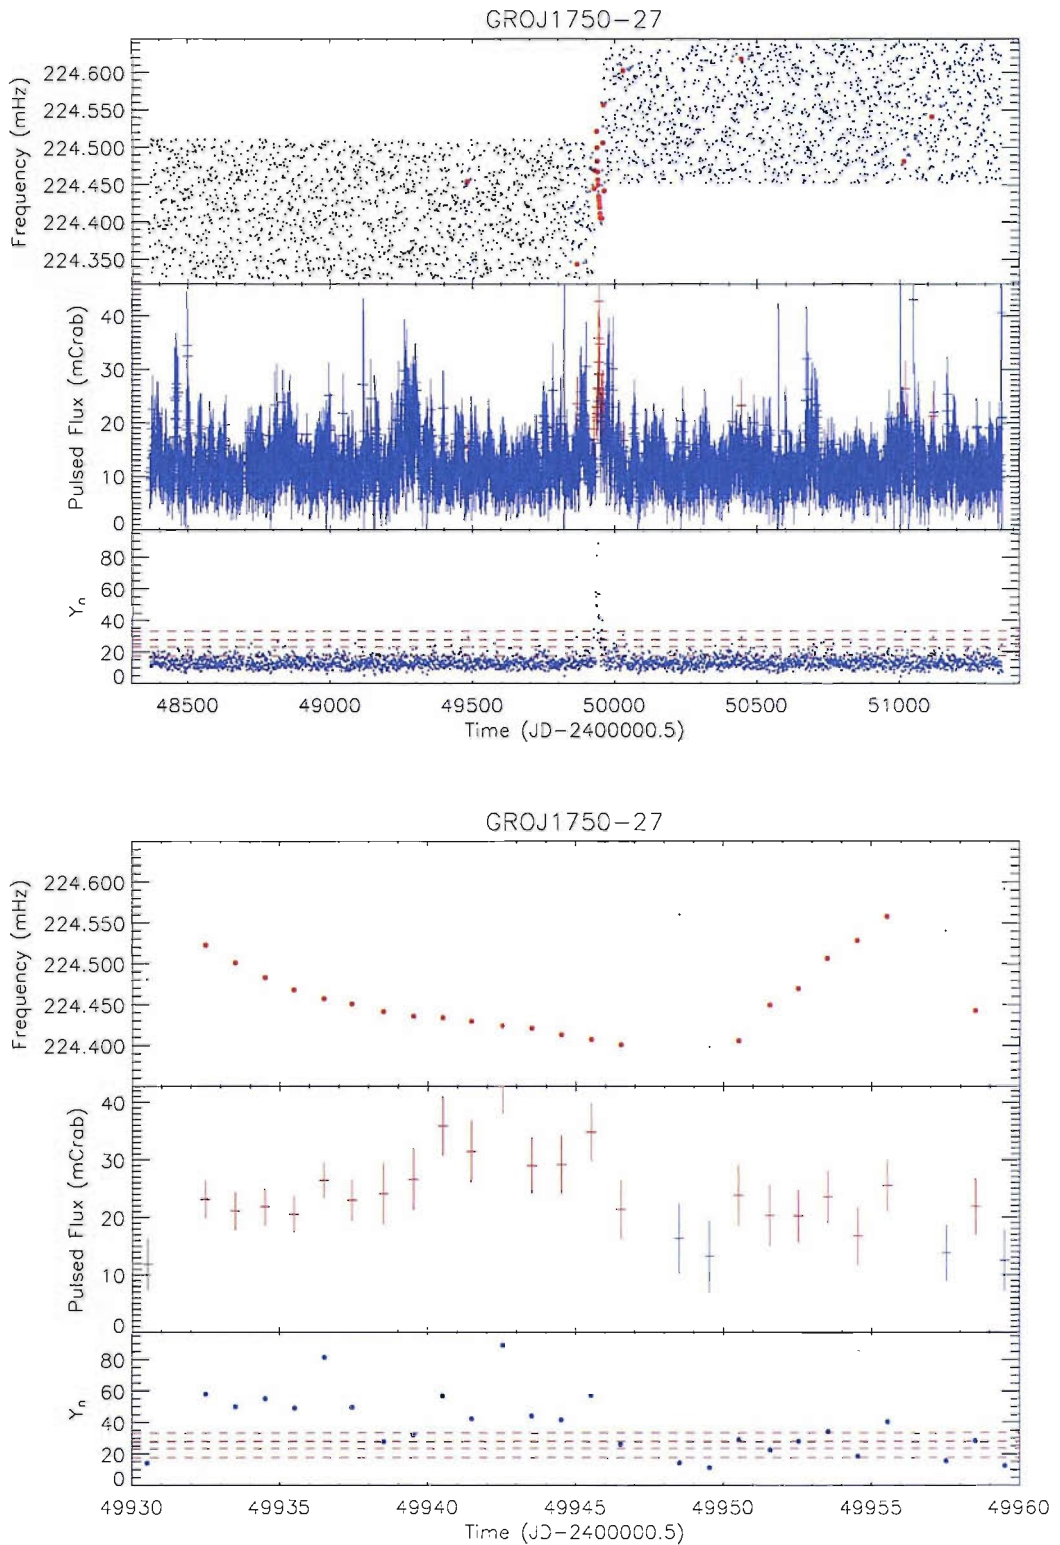 GROJ1750-27
Frequency (mHz)
224.600
224.550
224.500
224.450
224.400
224.350
Pulsed Flux (mCrab)
40
30
20
10
0
Yn
80
60
40
20
0
48500 49000 49500 50000 50500 51000
Time (JD-2400000.5)
GROJ1750-27
Frequency (mHz)
224.600
224.550
224.500
224.450
224.400
Pulsed Flux (mCrab)
40
30
20
10
0
Yn
80
60
40
20
0
49930 49935 49940 49945 49950 49955 49960
Time (JD-2400000.5)